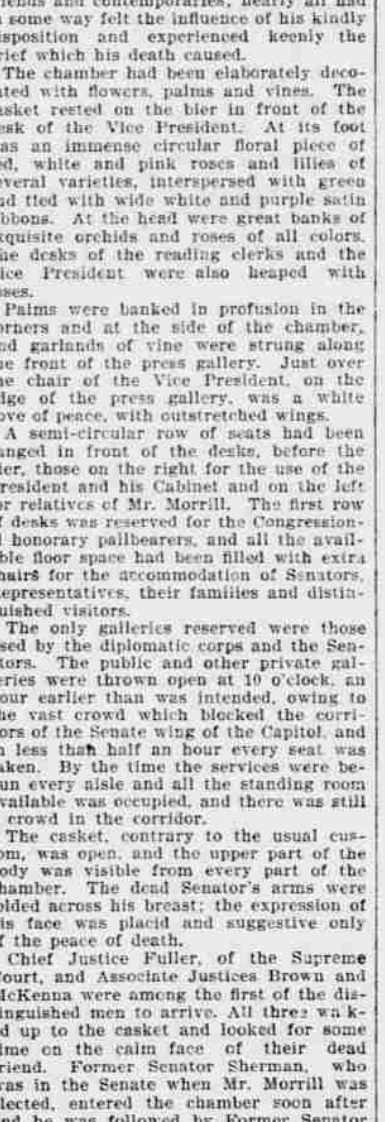 riends and contemporaries, nearly all had
n some way felt the influence of his kindly
isposition and experienced keenly the
rief which his death caused.
The chamber had been elaborately deco-
ated with flowers, palms and vines. The
asket rested on the bier in front of the
esk of the Vice President. At its foot
as an immense circular floral piece of
ed, white and pink roses and lilies of
everal varieties, interspersed with green
nd tied with wide white and purple satin
ibbons. At the head were great banks of
xquisite orchids and roses of all colors.
he desks of the reading clerks and the
ice President were also heaped with
oses.
Palms were banked in profusion in the
orners and at the side of the chamber,
nd garlands of vine were strung along
he front of the press gallery. Just over
he chair of the Vice President, on the
dge of the press gallery, was a white
ove of peace, with outstretched wings.
A semi-circular row of seats had been
anged in front of the desks, before the
ier, those on the right for the use of the
resident and his Cabinet and on the left
or relatives of Mr. Morrill. The first row
f desks was reserved for the Congression-
l honorary pallbearers, and all the avail-
ble floor space had been filled with extra
hairs for the accommodation of Senators,
epresentatives, their families and distin-
uished visitors.
The only galleries reserved were those
sed by the diplomatic corps and the Sen-
tors. The public and other private gal-
eries were thrown open at 10 o'clock, an
our earlier than was intended, owing to
he vast crowd which blocked the corri-
ors of the Senate wing of the Capitol, and
n less than half an hour every seat was
aken. By the time the services were be-
un every aisle and all the standing room
vailable was occupied, and there was still
crowd in the corridor.
The casket, contrary to the usual cus-
om, was open, and the upper part of the
ody was visible from every part of the
hamber. The dead Senator's arms were
olded across his breast; the expression of
is face was placid and suggestive only
f the peace of death.
Chief Justice Fuller, of the Supreme
ourt, and Associate Justices Brown and
cKenna were among the first of the dis-
inguished men to arrive. All three walk-
d up to the casket and looked for some
ime on the calm face of their dead
riend. Former Senator Sherman, who
was in the Senate when Mr. Morrill was
lected, entered the chamber soon after
nd he was followed by Former Senator